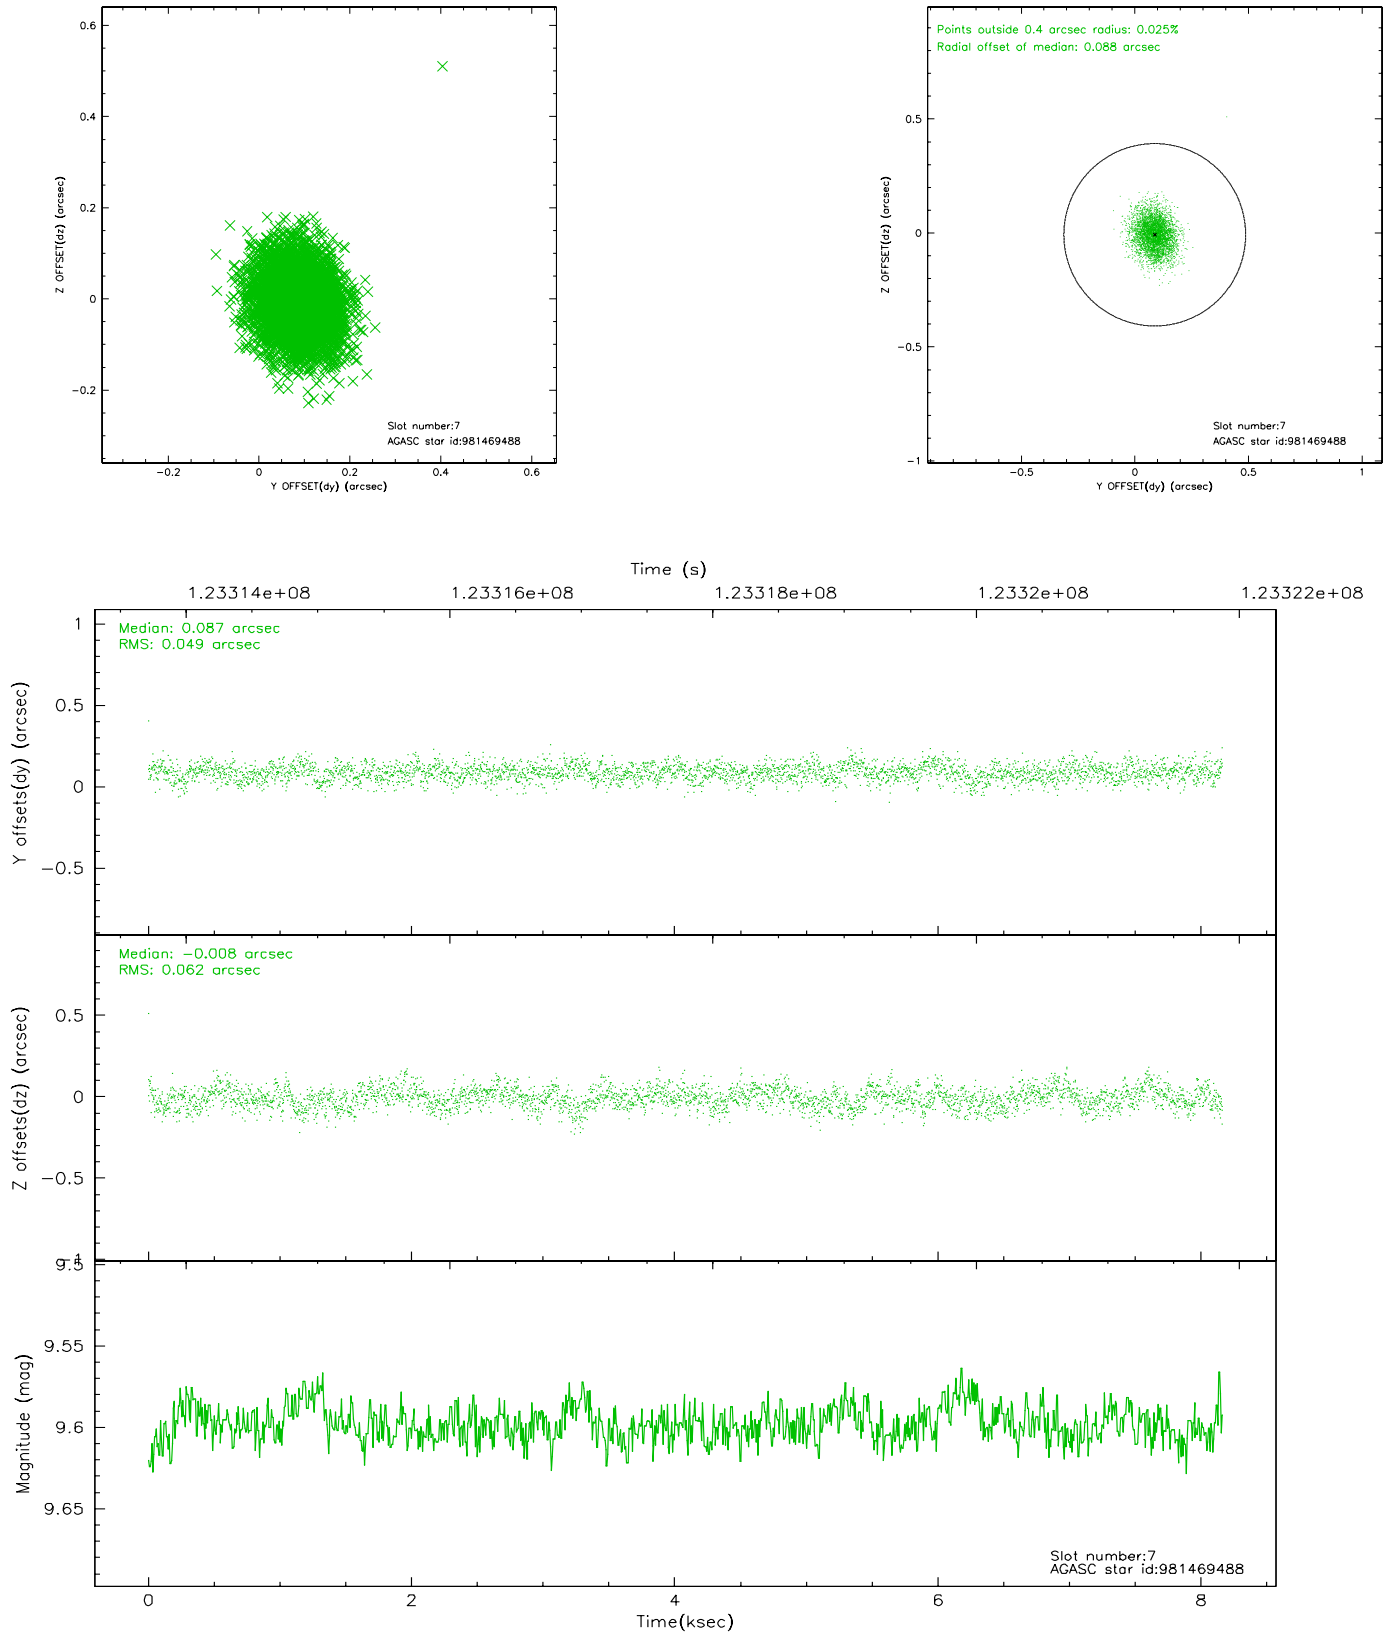 0.6
0.4
0.2
0
−0.2
Z OFFSET(dz) (arcsec)
Slot number:7
AGASC star id:981469488
−0.2
0
0.2
0.4
0.6
Y OFFSET(dy) (arcsec)
Points outside 0.4 arcsec radius: 0.025%
Radial offset of median: 0.088 arcsec
0.5
0
−0.5
−1
Z OFFSET(dz) (arcsec)
Slot number:7
AGASC star id:981469488
−0.5
0
0.5
1
Y OFFSET(dy) (arcsec)
Time (s)
1.23314e+08
1.23316e+08
1.23318e+08
1.2332e+08
1.23322e+08
Median: 0.087 arcsec
RMS: 0.049 arcsec
1
0.5
0
−0.5
Y offsets(dy) (arcsec)
Median: −0.008 arcsec
RMS: 0.062 arcsec
0.5
0
−0.5
−1
Z offsets(dz) (arcsec)
9.5
9.55
9.6
9.65
Magnitude (mag)
Slot number:7
AGASC star id:981469488
0
2
4
6
8
Time(ksec)